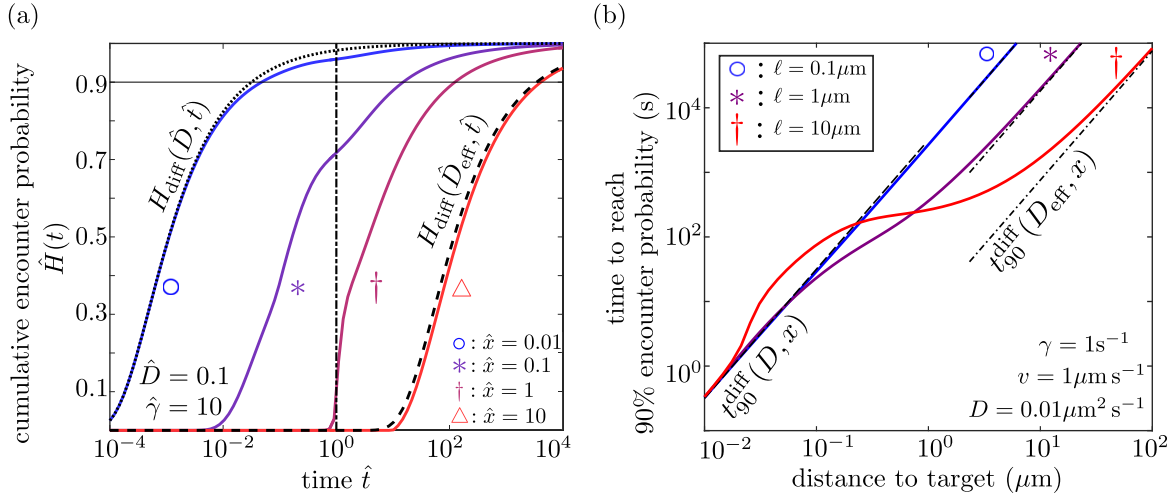 (a)
cumulative encounter probability
Ĥ(t)
0.9
0.7
0.5
0.3
0.1
H_diff(D̂, t̂)
H_diff(D̂_eff, t̂)
○
*
†
△
D̂ = 0.1
γ̂ = 10
○ : x̂ = 0.01
* : x̂ = 0.1
† : x̂ = 1
△ : x̂ = 10
10^−4 10^−2 10^0 10^2 10^4
time t̂
(b)
time to reach
90% encounter probability (s)
10^4
10^2
10^0
○ : ℓ = 0.1μm
* : ℓ = 1μm
† : ℓ = 10μm
○
*
†
t_90^diff(D, x)
t_90^diff(D_eff, x)
γ = 1s^−1
v = 1μm s^−1
D = 0.01μm^2 s^−1
10^−2 10^−1 10^0 10^1 10^2
distance to target (μm)